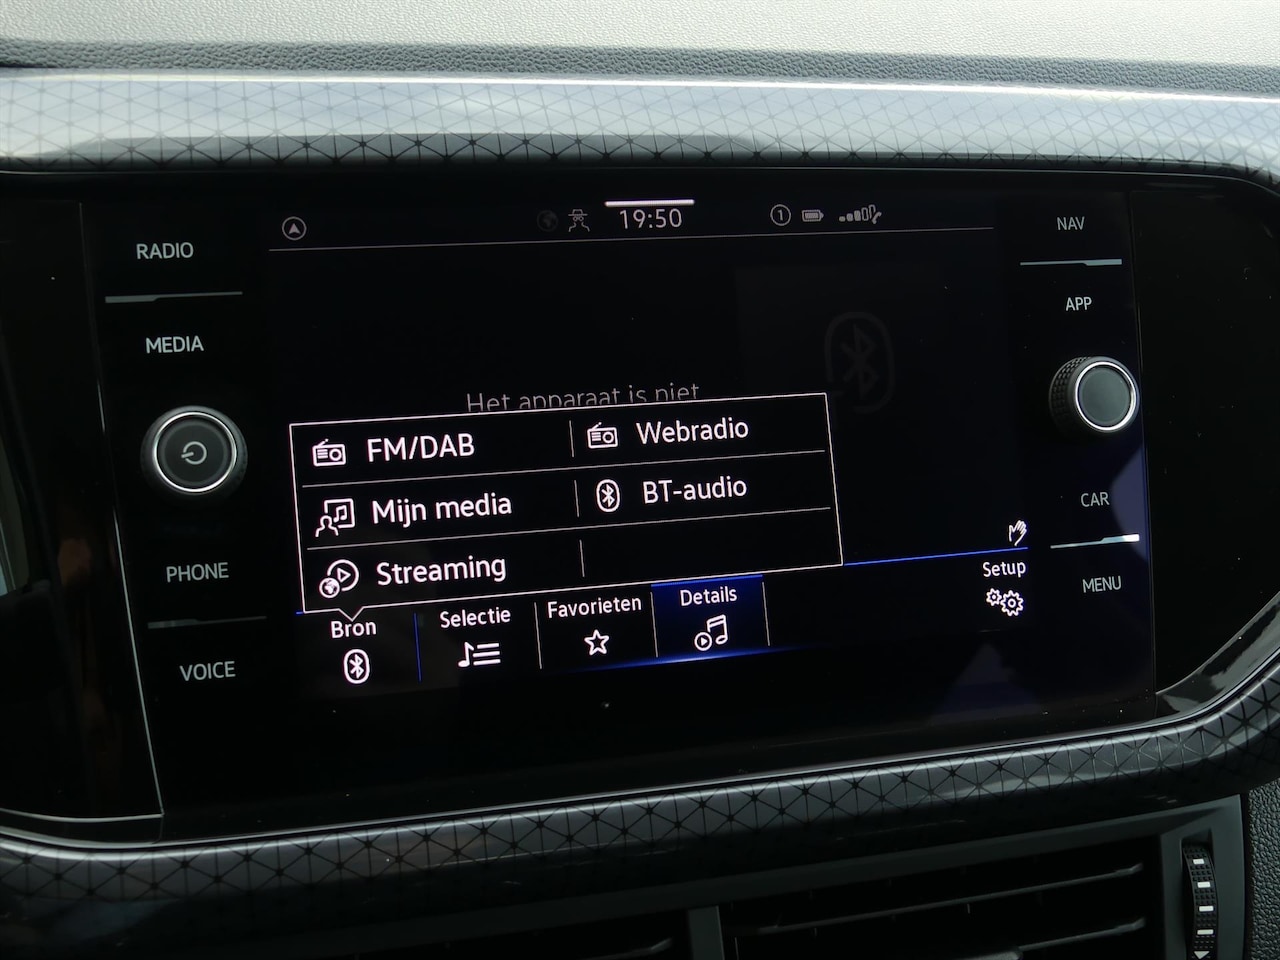 19:50
1
RADIO
MEDIA
PHONE
VOICE
NAV
APP
CAR
MENU
Het apparaat is niet
FM/DAB
Webradio
Mijn media
BT-audio
Streaming
Bron
Selectie
Favorieten
Details
Setup